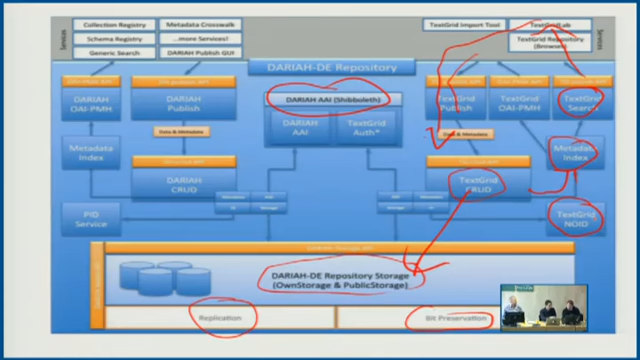 Services
Collection Registry
Metadata Crosswalk
Schema Registry
...more Services!
Generic Search
DARIAH Publish GUI
TextGrid Import Tool
TextGridLab
TextGrid Repository
(Browser)
Services
DARIAH-DE Repository
DARIAH
OAI-PMH
DARIAH
Publish
DARIAH AAI (Shibboleth)
DARIAH
AAI
TextGrid
Auth*
TextGrid
Publish
TextGrid
OAI-PMH
TextGrid
Search
Data & Metadata
Data & Metadata
Metadata
Index
DARIAH
CRUD
TextGrid
CRUD
Metadata
Index
PID
Service
TextGrid
NOID
DARIAH-DE Repository Storage
(OwnStorage & PublicStorage)
Replication
Bit Preservation